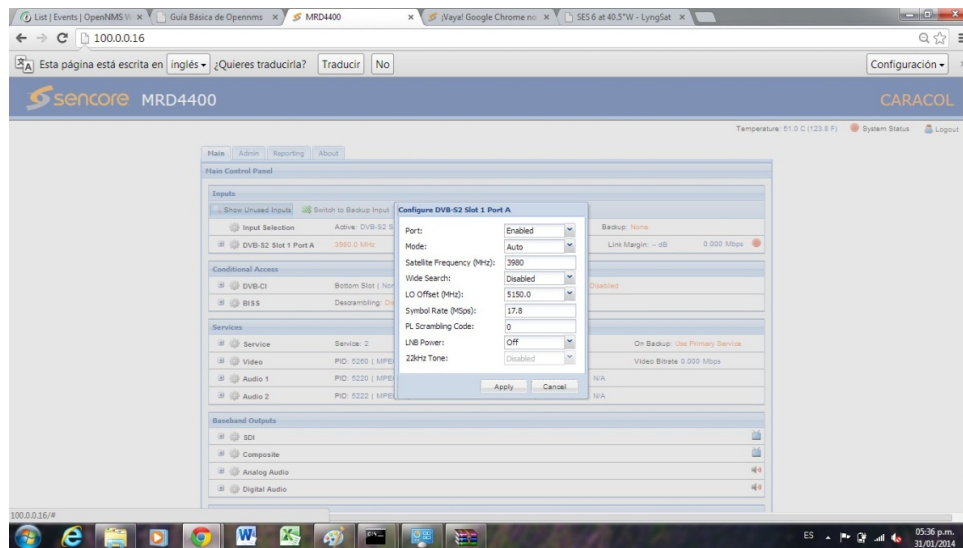 List | Events | OpenNMS W
Guía Básica de Opennms
MRD4400
¡Vaya! Google Chrome no
SES 6 at 40.5°W - LyngSat
100.0.0.16
Esta página está escrita en inglés ¿Quieres traducirla? Traducir No Configuración
sencore MRD4400 CARACOL
Temperature: 51.0 C (123.8 F) System Status Logout
Main Admin Reporting About
Main Control Panel
Inputs
Show Unused Inputs Switch to Backup Input
Input Selection Active: DVB-S2 S Backup: None
DVB-S2 Slot 1 Port A 3980.0 MHz Link Margin: -- dB 0.000 Mbps
Conditional Access
DVB-CI Bottom Slot ( Nor Disabled
BISS Descrambling: Dis
Services
Service Service: 2 On Backup: Use Primary Service
Video PID: 5260 ( MPE Video Bitrate 0.000 Mbps
Audio 1 PID: 5220 ( MPE N/A
Audio 2 PID: 5222 ( MPE N/A
Baseband Outputs
SDI
Composite
Analog Audio
Digital Audio
Configure DVB-S2 Slot 1 Port A
Port: Enabled
Mode: Auto
Satellite Frequency (MHz): 3980
Wide Search: Disabled
LO Offset (MHz): 5150.0
Symbol Rate (MSps): 17.8
PL Scrambling Code: 0
LNB Power: Off
22kHz Tone: Disabled
Apply Cancel
100.0.0.16/#
ES 05:36 p.m.
31/01/2014